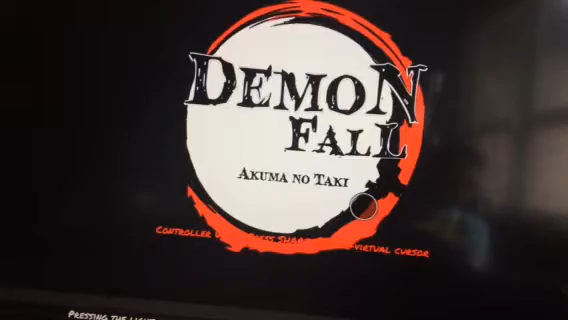 DEMON
FALL
AKUMA NO TAKI
CONTROLLER VIRTUAL CURSOR
PRESSING THE